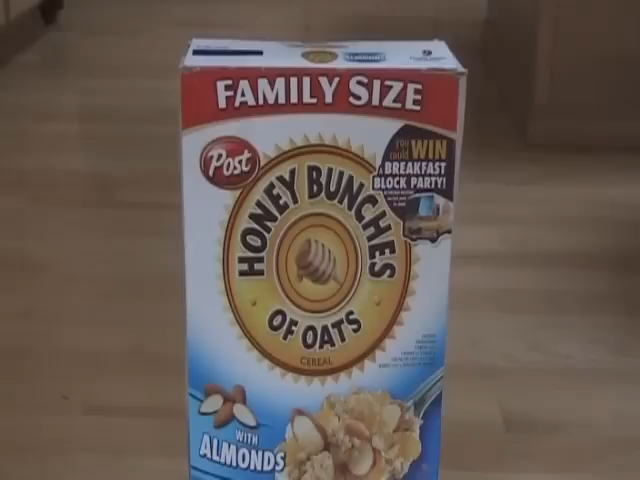 FAMILY SIZE
Post
you could WIN
A BREAKFAST
BLOCK PARTY!
HONEY BUNCHES
OF OATS
CEREAL
WITH
ALMONDS